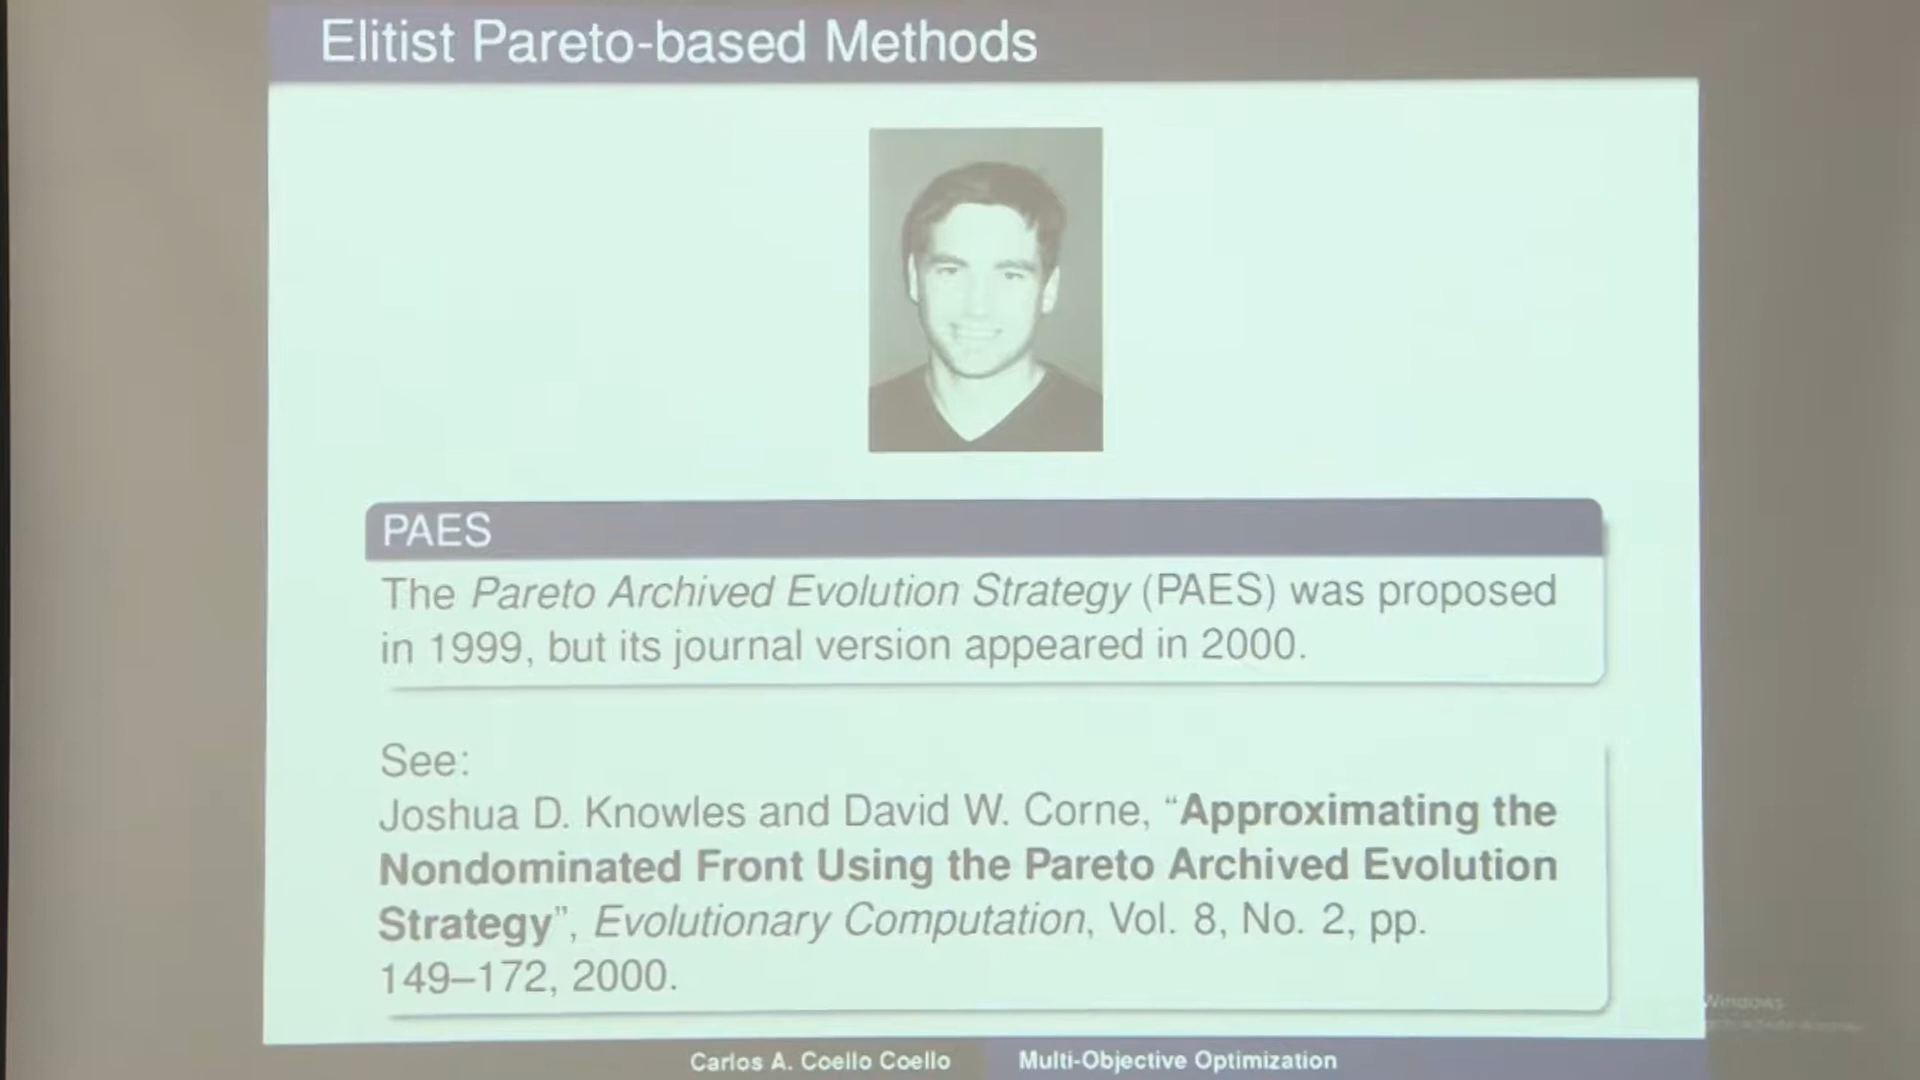 Elitist Pareto-based Methods
PAES
The Pareto Archived Evolution Strategy (PAES) was proposed
in 1999, but its journal version appeared in 2000.
See:
Joshua D. Knowles and David W. Corne, “Approximating the
Nondominated Front Using the Pareto Archived Evolution
Strategy”, Evolutionary Computation, Vol. 8, No. 2, pp.
149–172, 2000.
Windows
Carlos A. Coello Coello
Multi-Objective Optimization